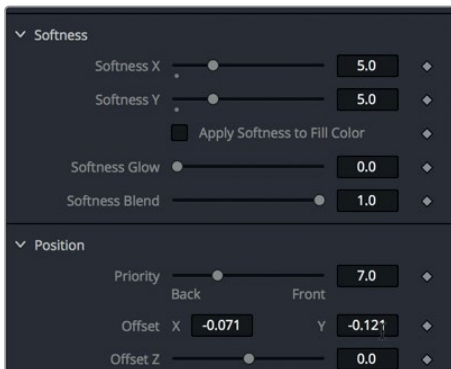 Softness
Softness X 5.0
Softness Y 5.0
Apply Softness to Fill Color
Softness Glow 0.0
Softness Blend 1.0
Position
Priority 7.0
Back Front
Offset X -0.071 Y -0.121
Offset Z 0.0